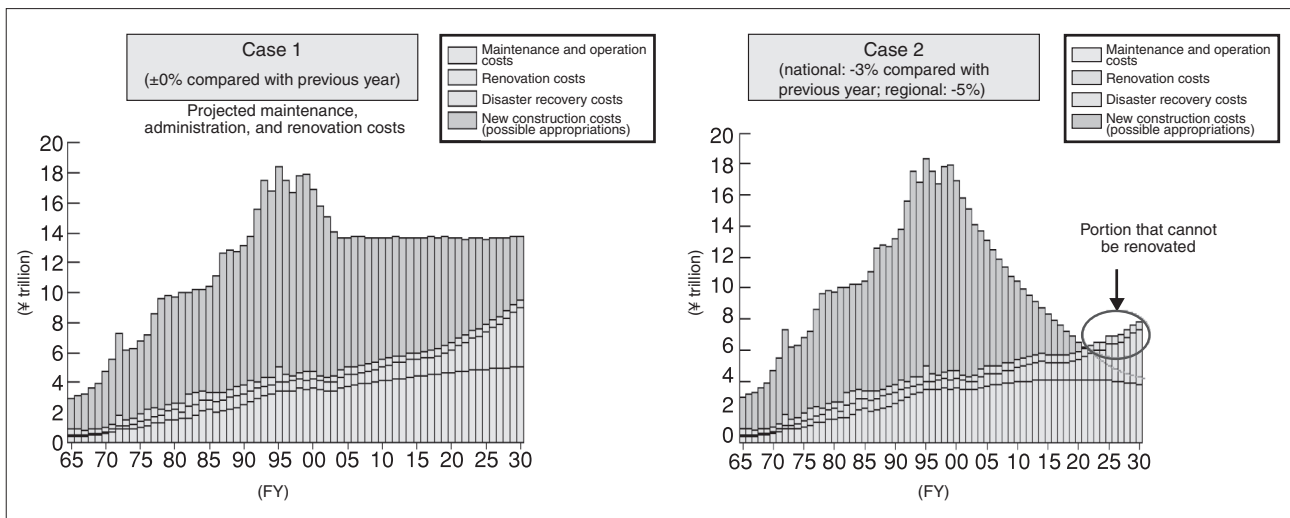 Case 1
(±0% compared with previous year)
Projected maintenance,
administration, and renovation costs
Maintenance and operation
costs
Renovation costs
Disaster recovery costs
New construction costs
(possible appropriations)
(¥ trillion)
20
18
16
14
12
10
8
6
4
2
0
65 70 75 80 85 90 95 00 05 10 15 20 25 30
(FY)
Case 2
(national: -3% compared with
previous year; regional: -5%)
Maintenance and operation
costs
Renovation costs
Disaster recovery costs
New construction costs
(possible appropriations)
Portion that cannot
be renovated
(¥ trillion)
20
18
16
14
12
10
8
6
4
2
0
65 70 75 80 85 90 95 00 05 10 15 20 25 30
(FY)